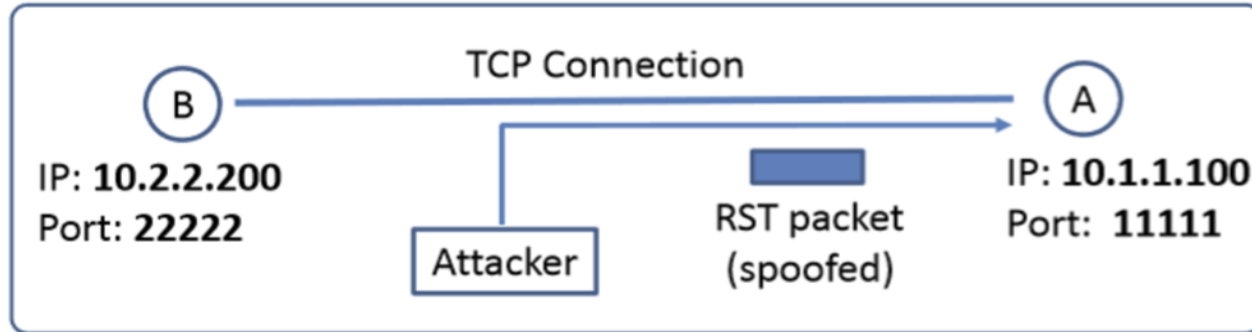 TCP Connection
B
A
IP: 10.2.2.200
Port: 22222
IP: 10.1.1.100
Port: 11111
RST packet
(spoofed)
Attacker